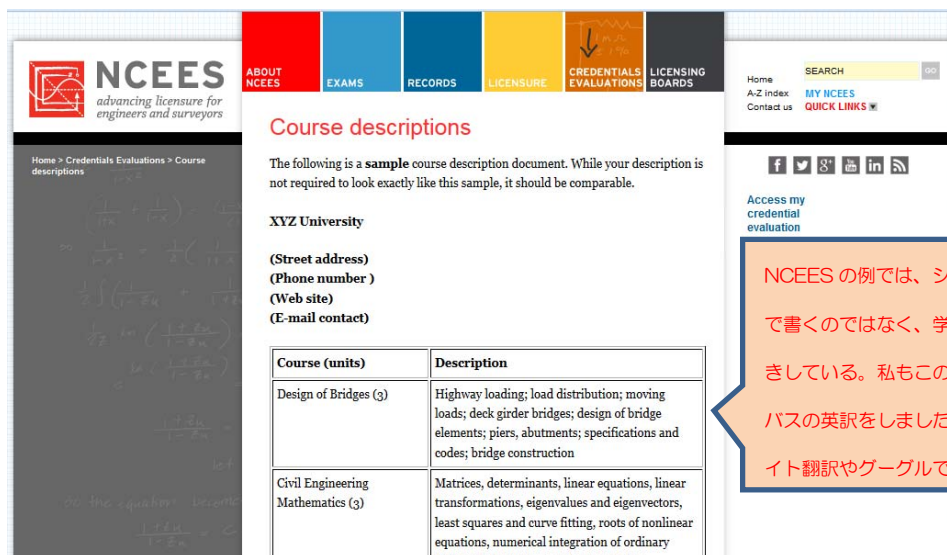 NCEES
advancing licensure for
engineers and surveyors
ABOUT
NCEES
EXAMS
RECORDS
LICENSURE
CREDENTIALS
EVALUATIONS
LICENSING
BOARDS
Home
A-Z index
Contact us
SEARCH
GO
MY NCEES
QUICK LINKS
Home > Credentials Evaluations > Course
descriptions
Course descriptions
The following is a sample course description document. While your description is
not required to look exactly like this sample, it should be comparable.
XYZ University
(Street address)
(Phone number )
(Web site)
(E-mail contact)
Course (units)
Description
Design of Bridges (3)
Highway loading; load distribution; moving
loads; deck girder bridges; design of bridge
elements; piers, abutments; specifications and
codes; bridge construction
Civil Engineering
Mathematics (3)
Matrices, determinants, linear equations, linear
transformations, eigenvalues and eigenvectors,
least squares and curve fitting, roots of nonlinear
equations, numerical integration of ordinary
Access my
credential
evaluation
NCEES の例では、シ
で書くのではなく、学
きしている。私もこの
バスの英訳をしました
イト翻訳やグーグルで